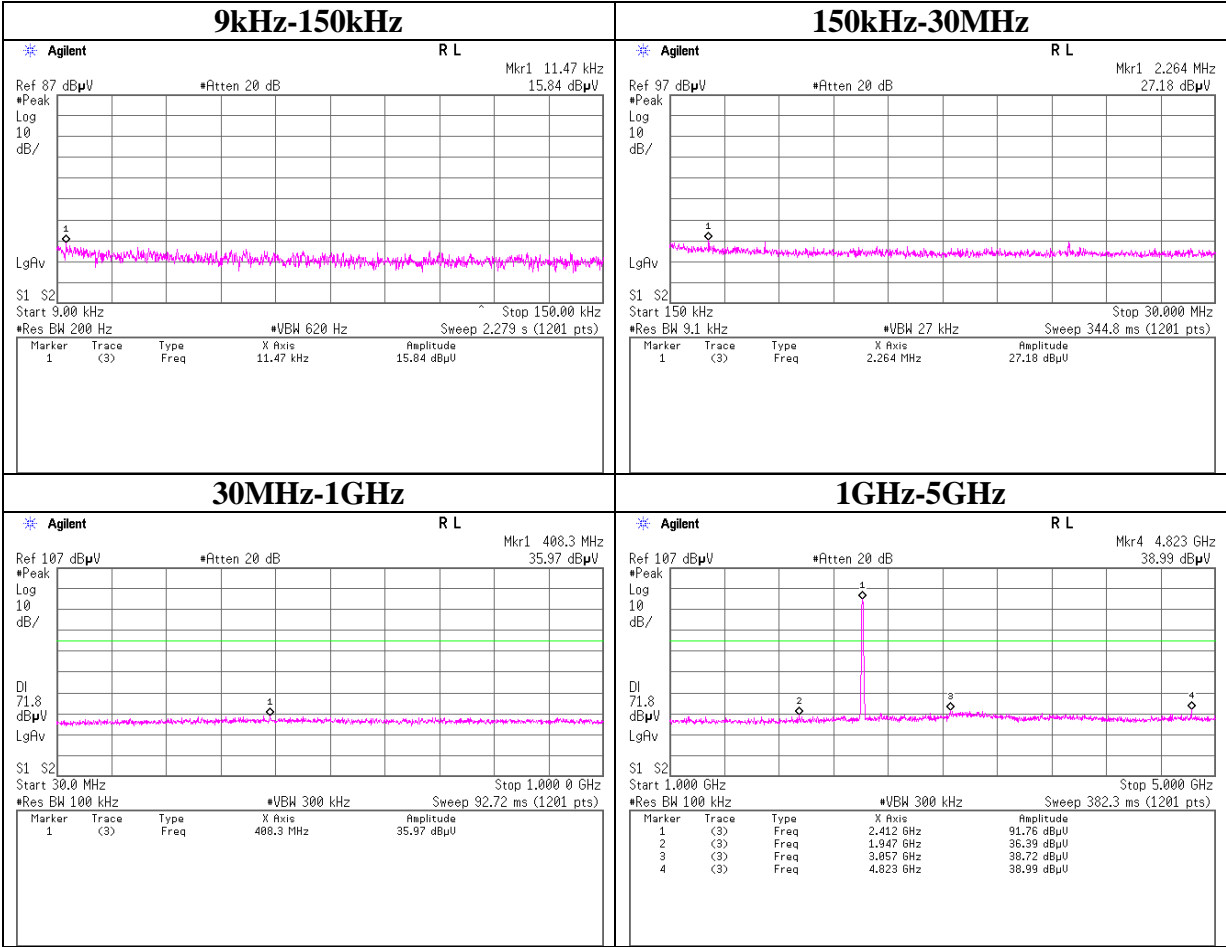 9kHz-150kHz
Agilent R L
Mkr1 11.47 kHz
Ref 87 dBµV #Atten 20 dB 15.84 dBµV
#Peak
Log
10
dB/
1
LgAv
S1 S2
Start 9.00 kHz ^ Stop 150.00 kHz
#Res BW 200 Hz #VBW 620 Hz Sweep 2.279 s (1201 pts)
Marker Trace Type X Axis Amplitude
1 (3) Freq 11.47 kHz 15.84 dBµV
150kHz-30MHz
Agilent R L
Mkr1 2.264 MHz
Ref 97 dBµV #Atten 20 dB 27.18 dBµV
#Peak
Log
10
dB/
1
LgAv
S1 S2
Start 150 kHz Stop 30.000 MHz
#Res BW 9.1 kHz #VBW 27 kHz Sweep 344.8 ms (1201 pts)
Marker Trace Type X Axis Amplitude
1 (3) Freq 2.264 MHz 27.18 dBµV
30MHz-1GHz
Agilent R L
Mkr1 408.3 MHz
Ref 107 dBµV #Atten 20 dB 35.97 dBµV
#Peak
Log
10
dB/
DI
71.8
dBµV
1
LgAv
S1 S2
Start 30.0 MHz Stop 1.000 0 GHz
#Res BW 100 kHz #VBW 300 kHz Sweep 92.72 ms (1201 pts)
Marker Trace Type X Axis Amplitude
1 (3) Freq 408.3 MHz 35.97 dBµV
1GHz-5GHz
Agilent R L
Mkr4 4.823 GHz
Ref 107 dBµV #Atten 20 dB 38.99 dBµV
#Peak
Log
10
dB/
1
DI
71.8
dBµV
2 3 4
LgAv
S1 S2
Start 1.000 GHz Stop 5.000 GHz
#Res BW 100 kHz #VBW 300 kHz Sweep 382.3 ms (1201 pts)
Marker Trace Type X Axis Amplitude
1 (3) Freq 2.412 GHz 91.76 dBµV
2 (3) Freq 1.947 GHz 36.39 dBµV
3 (3) Freq 3.057 GHz 38.72 dBµV
4 (3) Freq 4.823 GHz 38.99 dBµV